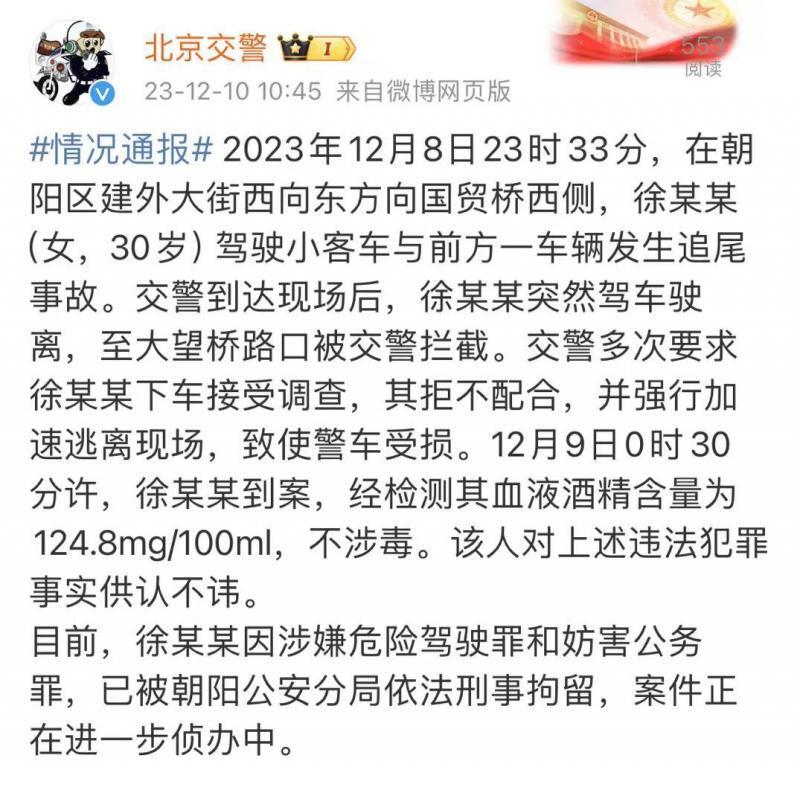 北京交警 I
553
阅读
23-12-10 10:45 来自微博网页版
#情况通报# 2023年12月8日23时33分，在朝
阳区建外大街西向东方向国贸桥西侧，徐某某
(女，30岁) 驾驶小客车与前方一车辆发生追尾
事故。交警到达现场后，徐某某突然驾车驶
离，至大望桥路口被交警拦截。交警多次要求
徐某某下车接受调查，其拒不配合，并强行加
速逃离现场，致使警车受损。12月9日0时30
分许，徐某某到案，经检测其血液酒精含量为
124.8mg/100ml，不涉毒。该人对上述违法犯罪
事实供认不讳。
目前，徐某某因涉嫌危险驾驶罪和妨害公务
罪，已被朝阳公安分局依法刑事拘留，案件正
在进一步侦办中。